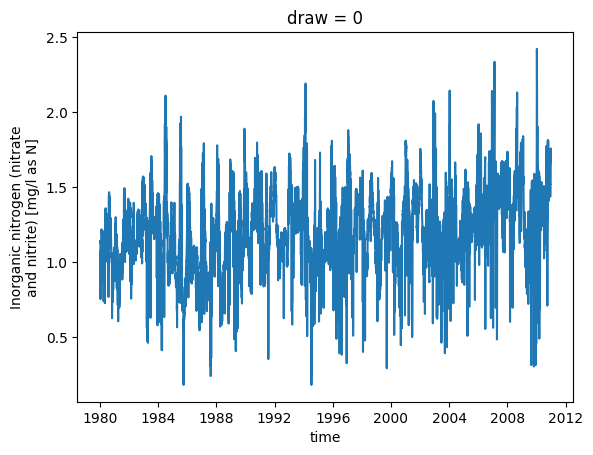 draw = 0
Inorganic nitrogen (nitrate
and nitrite) [mg/l as N]
2.5
2.0
1.5
1.0
0.5
1980 1984 1988 1992 1996 2000 2004 2008 2012
time